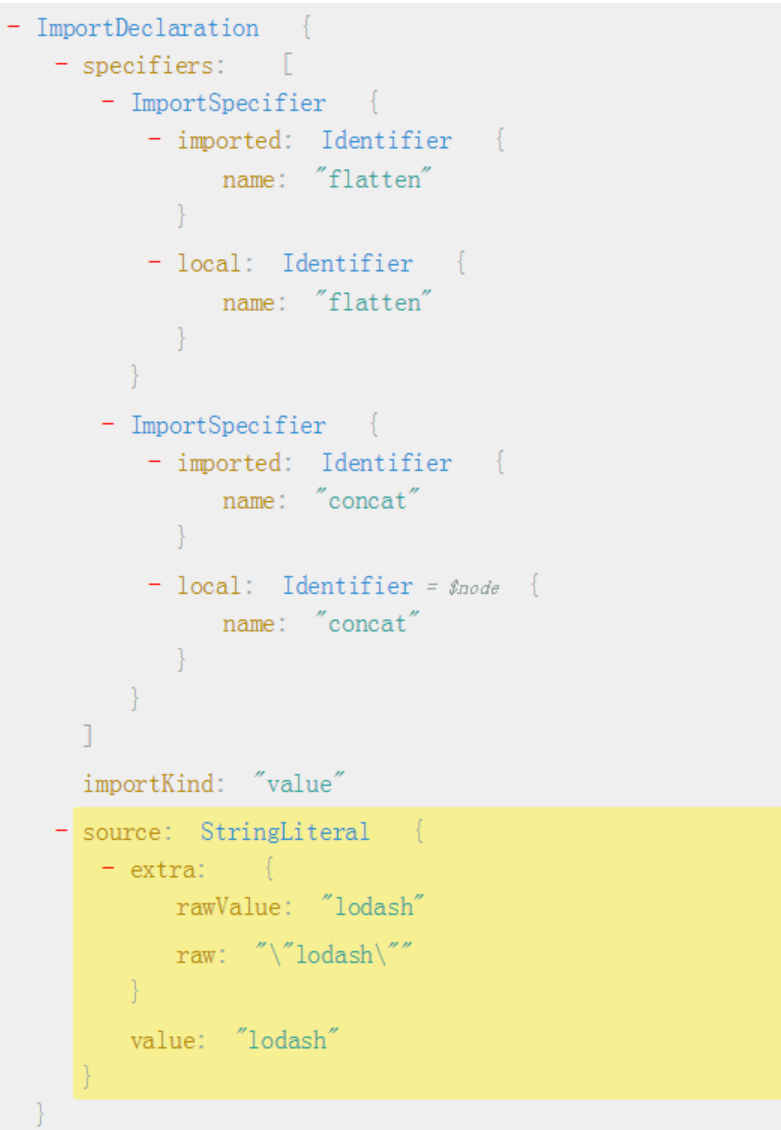 - ImportDeclaration {
- specifiers: [
- ImportSpecifier {
- imported: Identifier {
name: "flatten"
}
- local: Identifier {
name: "flatten"
}
}
- ImportSpecifier {
- imported: Identifier {
name: "concat"
}
- local: Identifier = $node {
name: "concat"
}
}
]
importKind: "value"
- source: StringLiteral {
- extra: {
rawValue: "lodash"
raw: "\"lodash\""
}
value: "lodash"
}
}